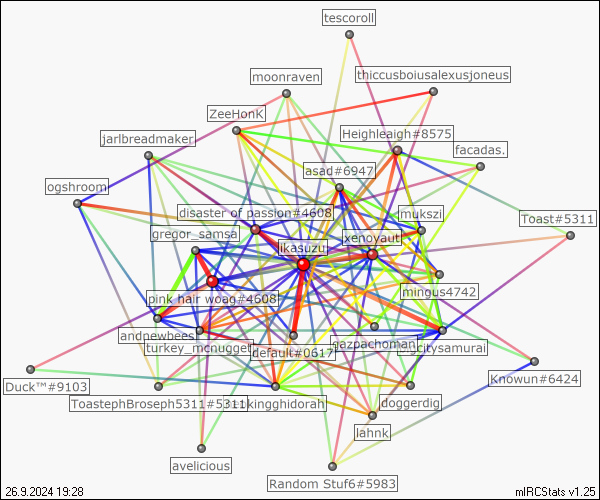 tescoroll
thiccusboiusalexusjoneus
moonraven
ZeeHonK
Heighleaigh#8575
jarlbreadmaker
facadas.
asad#6947
ogshroom
disaster of passion#4608
mukszi
Toast#5311
gregor_samsa
likasuzu
xenoyaut
pink hair woag#4608
mingus4742
andnewbees
turkey_mcnugget
default#0617
gazpachoman
citysamurai
Duck™#9103
Knowun#6424
ToastephBroseph5311#5311
kingghidorah
doggerdig
lahnk
avelicious
Random Stuf6#5983
26.9.2024 19:28
mIRCStats v1.25